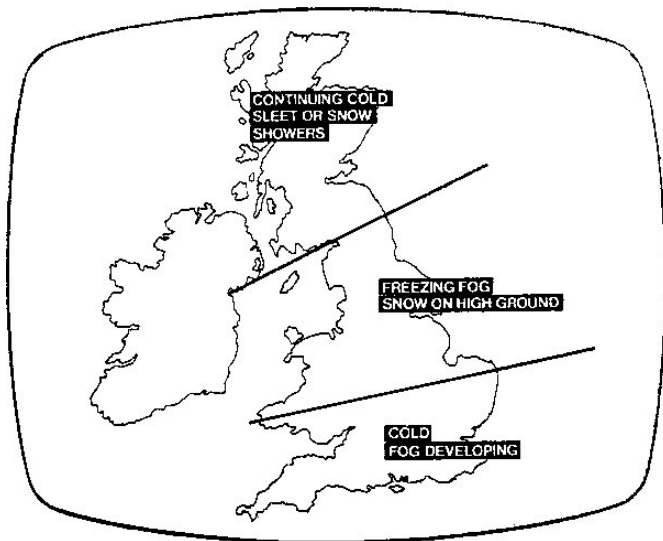 CONTINUING COLD
SLEET OR SNOW
SHOWERS
FREEZING FOG
SNOW ON HIGH GROUND
COLD
FOG DEVELOPING